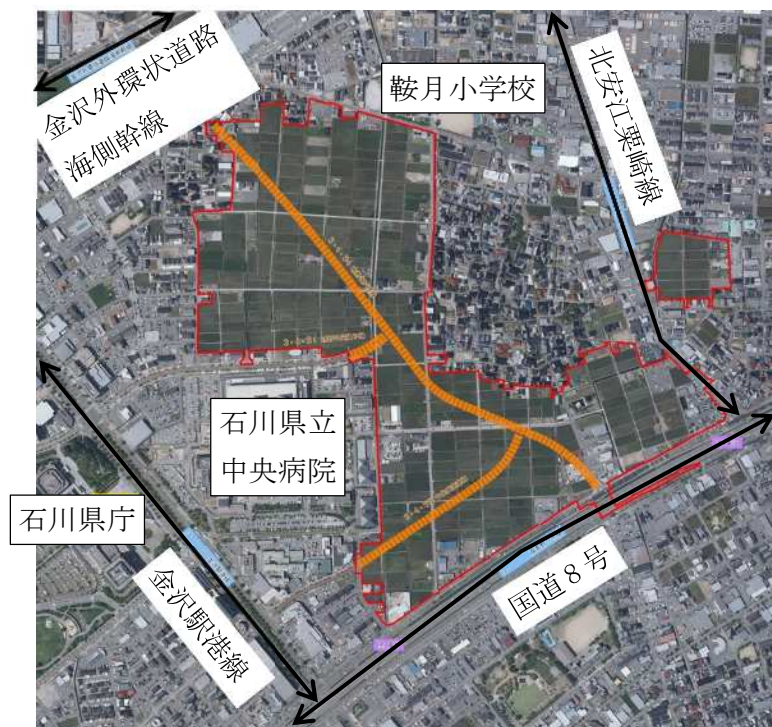 金沢外環状道路
海側幹線
鞍月小学校
北安江粟崎線
石川県立
中央病院
石川県庁
金沢駅港線
国道８号